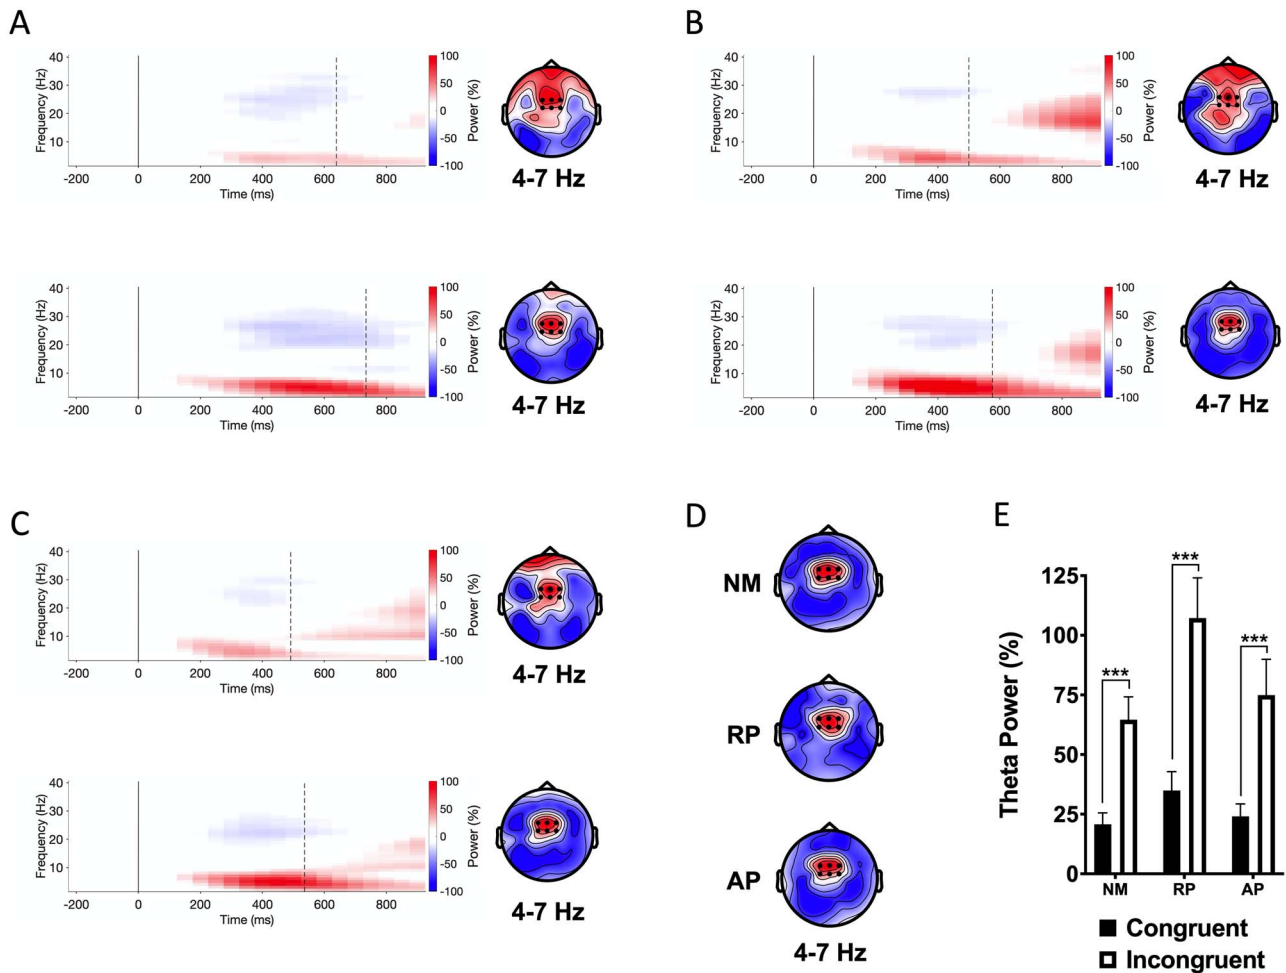 A
B
40
30
20
10
Frequency (Hz)
-200
0
200
400
600
800
Time (ms)
100
50
0
-50
-100
Power (%)
4-7 Hz
40
30
20
10
Frequency (Hz)
-200
0
200
400
600
800
Time (ms)
100
50
0
-50
-100
Power (%)
4-7 Hz
40
30
20
10
Frequency (Hz)
-200
0
200
400
600
800
Time (ms)
100
50
0
-50
-100
Power (%)
4-7 Hz
40
30
20
10
Frequency (Hz)
-200
0
200
400
600
800
Time (ms)
100
50
0
-50
-100
Power (%)
4-7 Hz
C
40
30
20
10
Frequency (Hz)
-200
0
200
400
600
800
Time (ms)
100
50
0
-50
-100
Power (%)
4-7 Hz
40
30
20
10
Frequency (Hz)
-200
0
200
400
600
800
Time (ms)
100
50
0
-50
-100
Power (%)
4-7 Hz
D
NM
RP
AP
4-7 Hz
E
Theta Power (%)
125
100
75
50
25
0
***
***
***
NM
RP
AP
Congruent
Incongruent